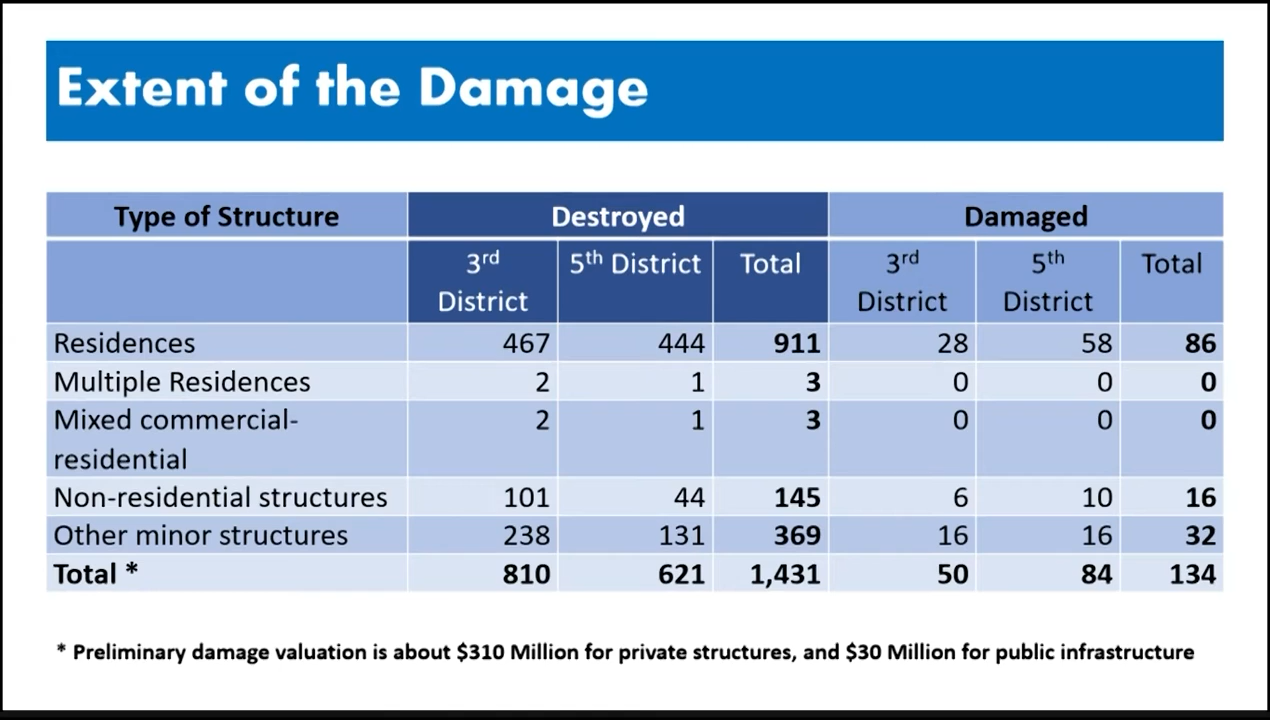 Extent of the Damage
Type of Structure Destroyed Damaged
3rd District 5th District Total 3rd District 5th District Total
Residences 467 444 911 28 58 86
Multiple Residences 2 1 3 0 0 0
Mixed commercial-residential 2 1 3 0 0 0
Non-residential structures 101 44 145 6 10 16
Other minor structures 238 131 369 16 16 32
Total * 810 621 1,431 50 84 134
* Preliminary damage valuation is about $310 Million for private structures, and $30 Million for public infrastructure